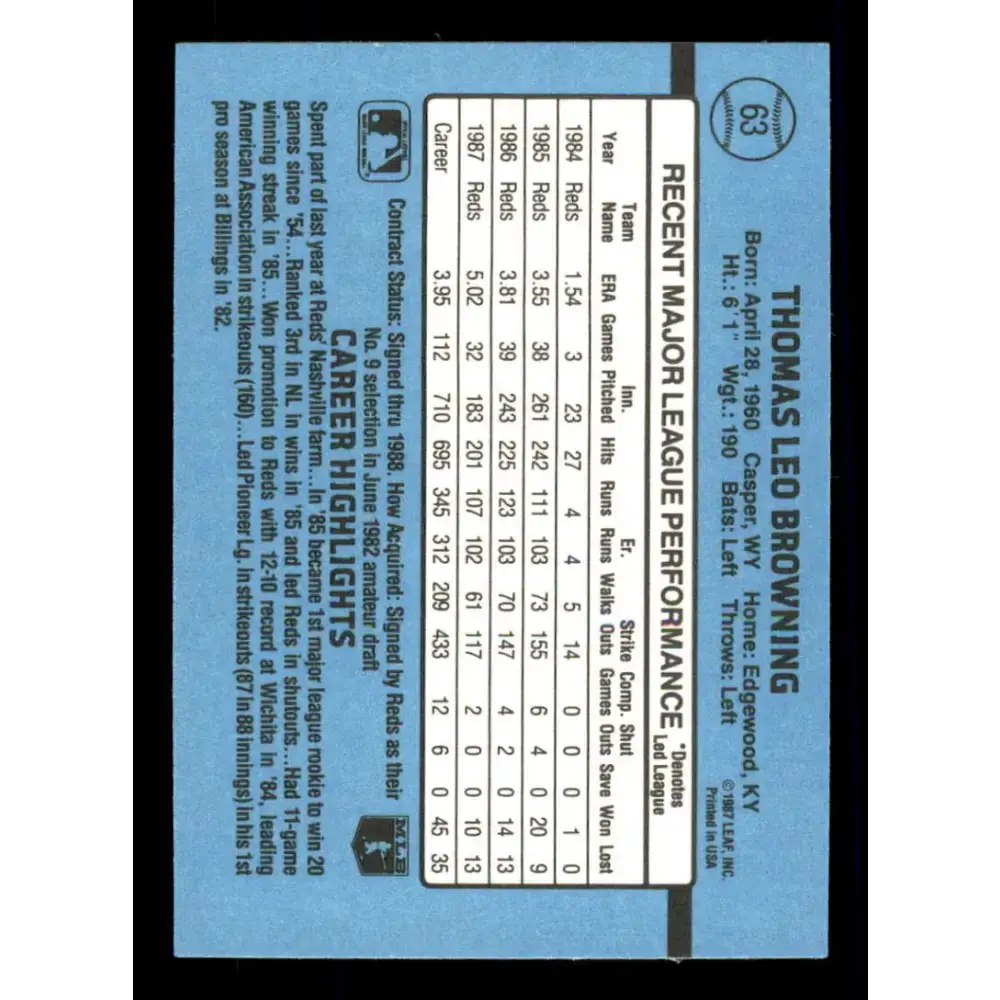 63
THOMAS LEO BROWNING
Born: April 28, 1960 Casper, WY Home: Edgewood, KY
Ht.: 6'1" Wgt.: 190 Bats: Left Throws: Left
©1987 LEAF, INC.
Printed in USA
RECENT MAJOR LEAGUE PERFORMANCE *Denotes Led League
Team Inn. Er. Strike Comp. Shut
Year Name ERA Games Pitched Hits Runs Runs Walks Outs Games Outs Save Won Lost
1984 Reds 1.54 3 23 27 4 4 5 14 0 0 0 1 0
1985 Reds 3.55 38 261 242 111 103 73 155 6 4 0 20 9
1986 Reds 3.81 39 243 225 123 103 70 147 4 2 0 14 13
1987 Reds 5.02 32 183 201 107 102 61 117 2 0 0 10 13
Career 3.95 112 710 695 345 312 209 433 12 6 0 45 35
Contract Status: Signed thru 1988. How Acquired: Signed by Reds as their
No. 9 selection in June 1982 amateur draft
MLB
CAREER HIGHLIGHTS
Spent part of last year at Reds' Nashville farm...In '85 became 1st major league rookie to win 20
games since '54...Ranked 3rd in NL in wins in '85 and led Reds in shutouts...Had 11-game
winning streak in '85...Won promotion to Reds with 12-10 record at Wichita in '84, leading
American Association in strikeouts (160)...Led Pioneer Lg. in strikeouts (87 in 88 innings) in his 1st
pro season at Billings in '82.